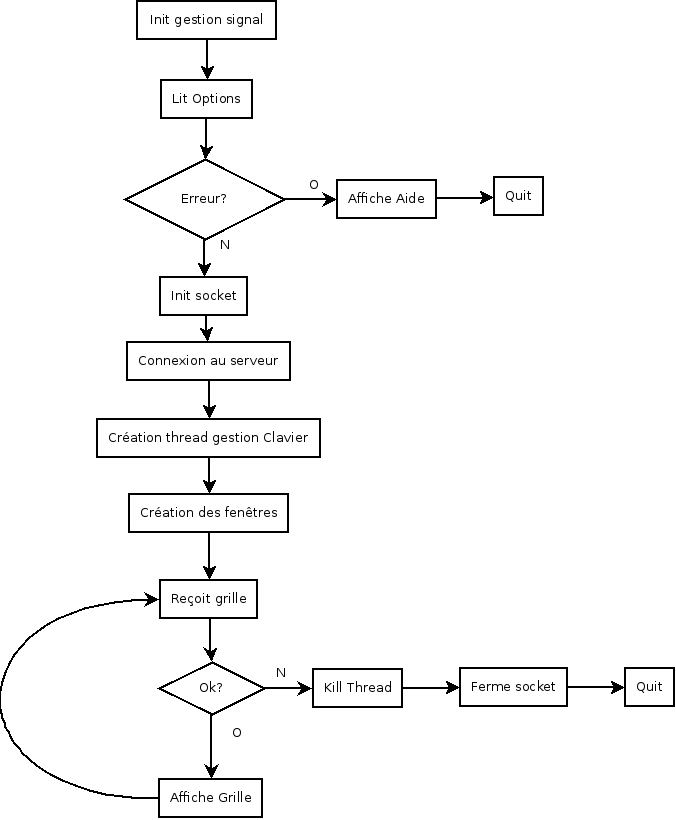 Init gestion signal
Lit Options
Erreur?
O
Affiche Aide
Quit
N
Init socket
Connexion au serveur
Création thread gestion Clavier
Création des fenêtres
Reçoit grille
Ok?
N
Kill Thread
Ferme socket
Quit
O
Affiche Grille